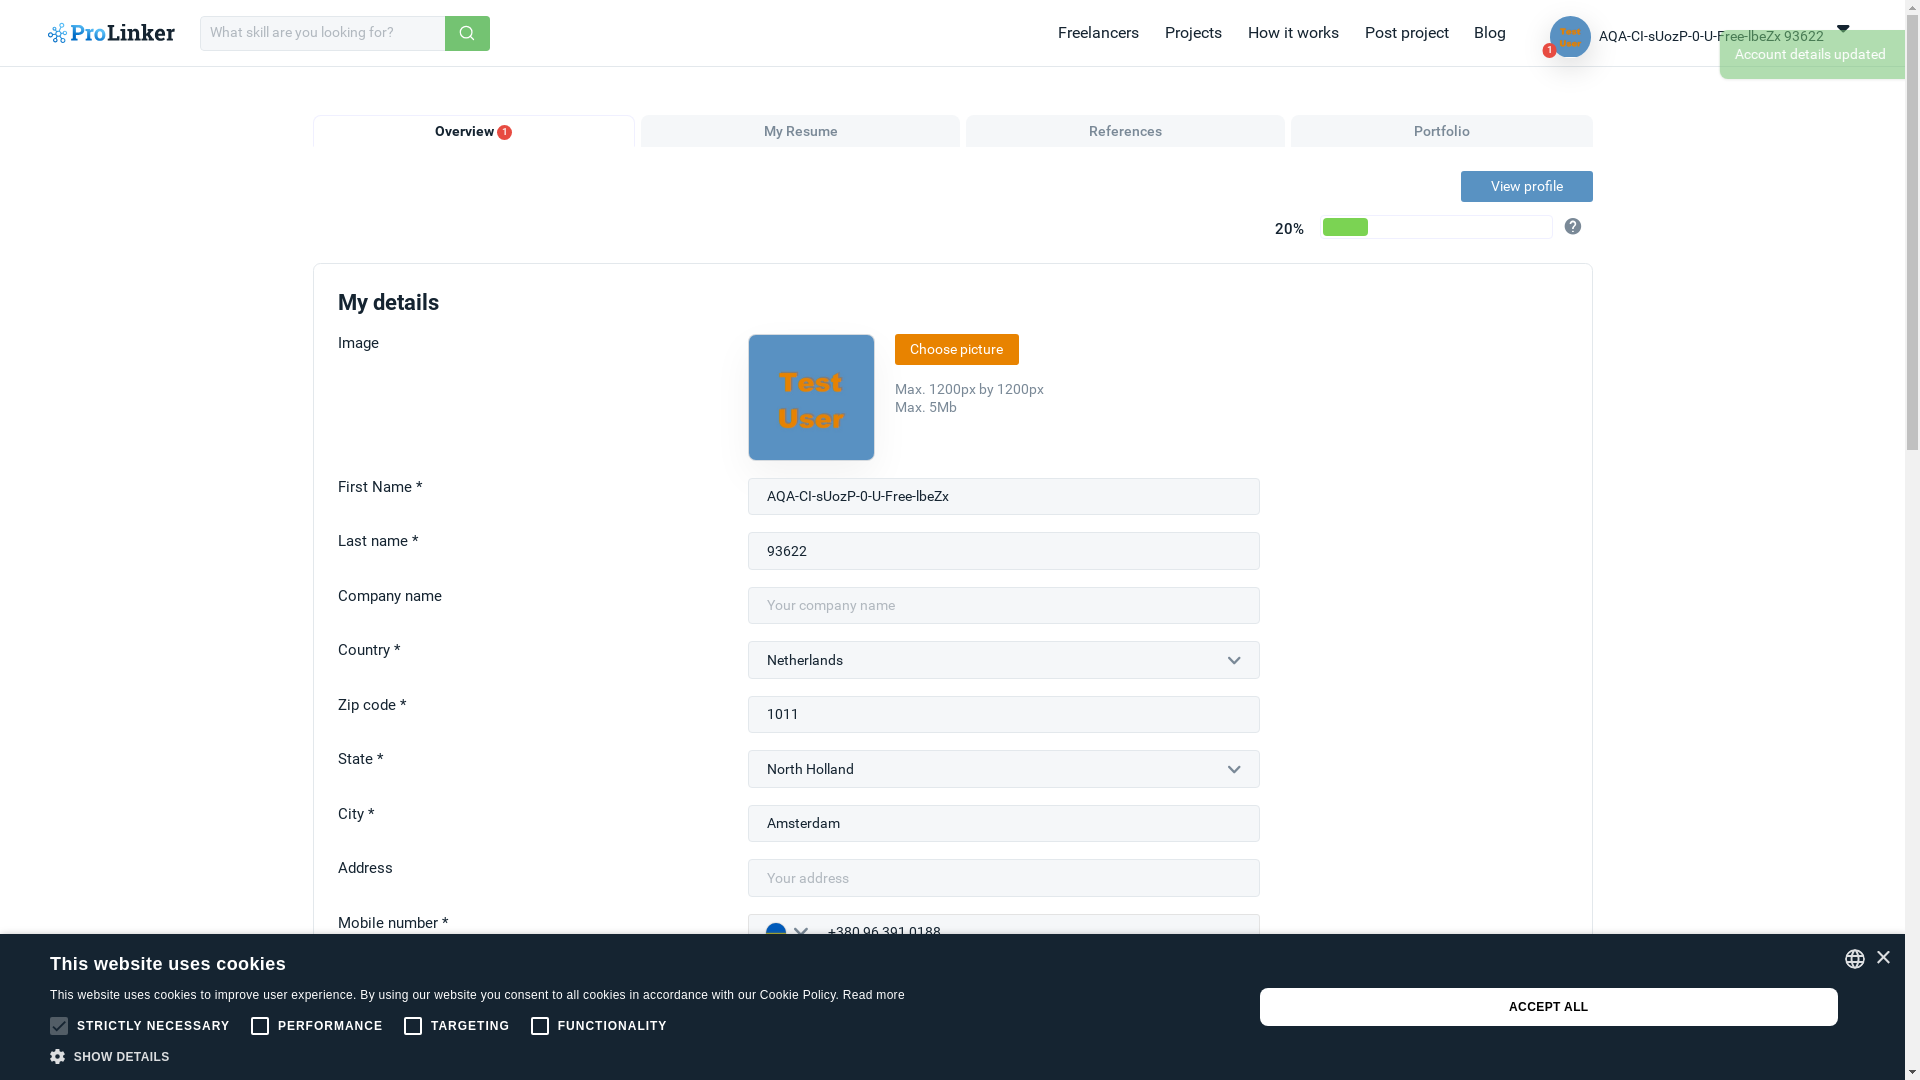 ProLinker
What skill are you looking for?
Freelancers
Projects
How it works
Post project
Blog
Test
User
1
AQA-CI-sUozP-0-U-Free-lbeZx 93622
Account details updated
Overview 1
My Resume
References
Portfolio
View profile
20%
?
My details
Image
Test
User
Choose picture
Max. 1200px by 1200px
Max. 5Mb
First Name *
AQA-CI-sUozP-0-U-Free-lbeZx
Last name *
93622
Company name
Your company name
Country *
Netherlands
Zip code *
1011
State *
North Holland
City *
Amsterdam
Address
Your address
Mobile number *
+380 96 391 0188
This website uses cookies
This website uses cookies to improve user experience. By using our website you consent to all cookies in accordance with our Cookie Policy. Read more
STRICTLY NECESSARY
PERFORMANCE
TARGETING
FUNCTIONALITY
SHOW DETAILS
ACCEPT ALL